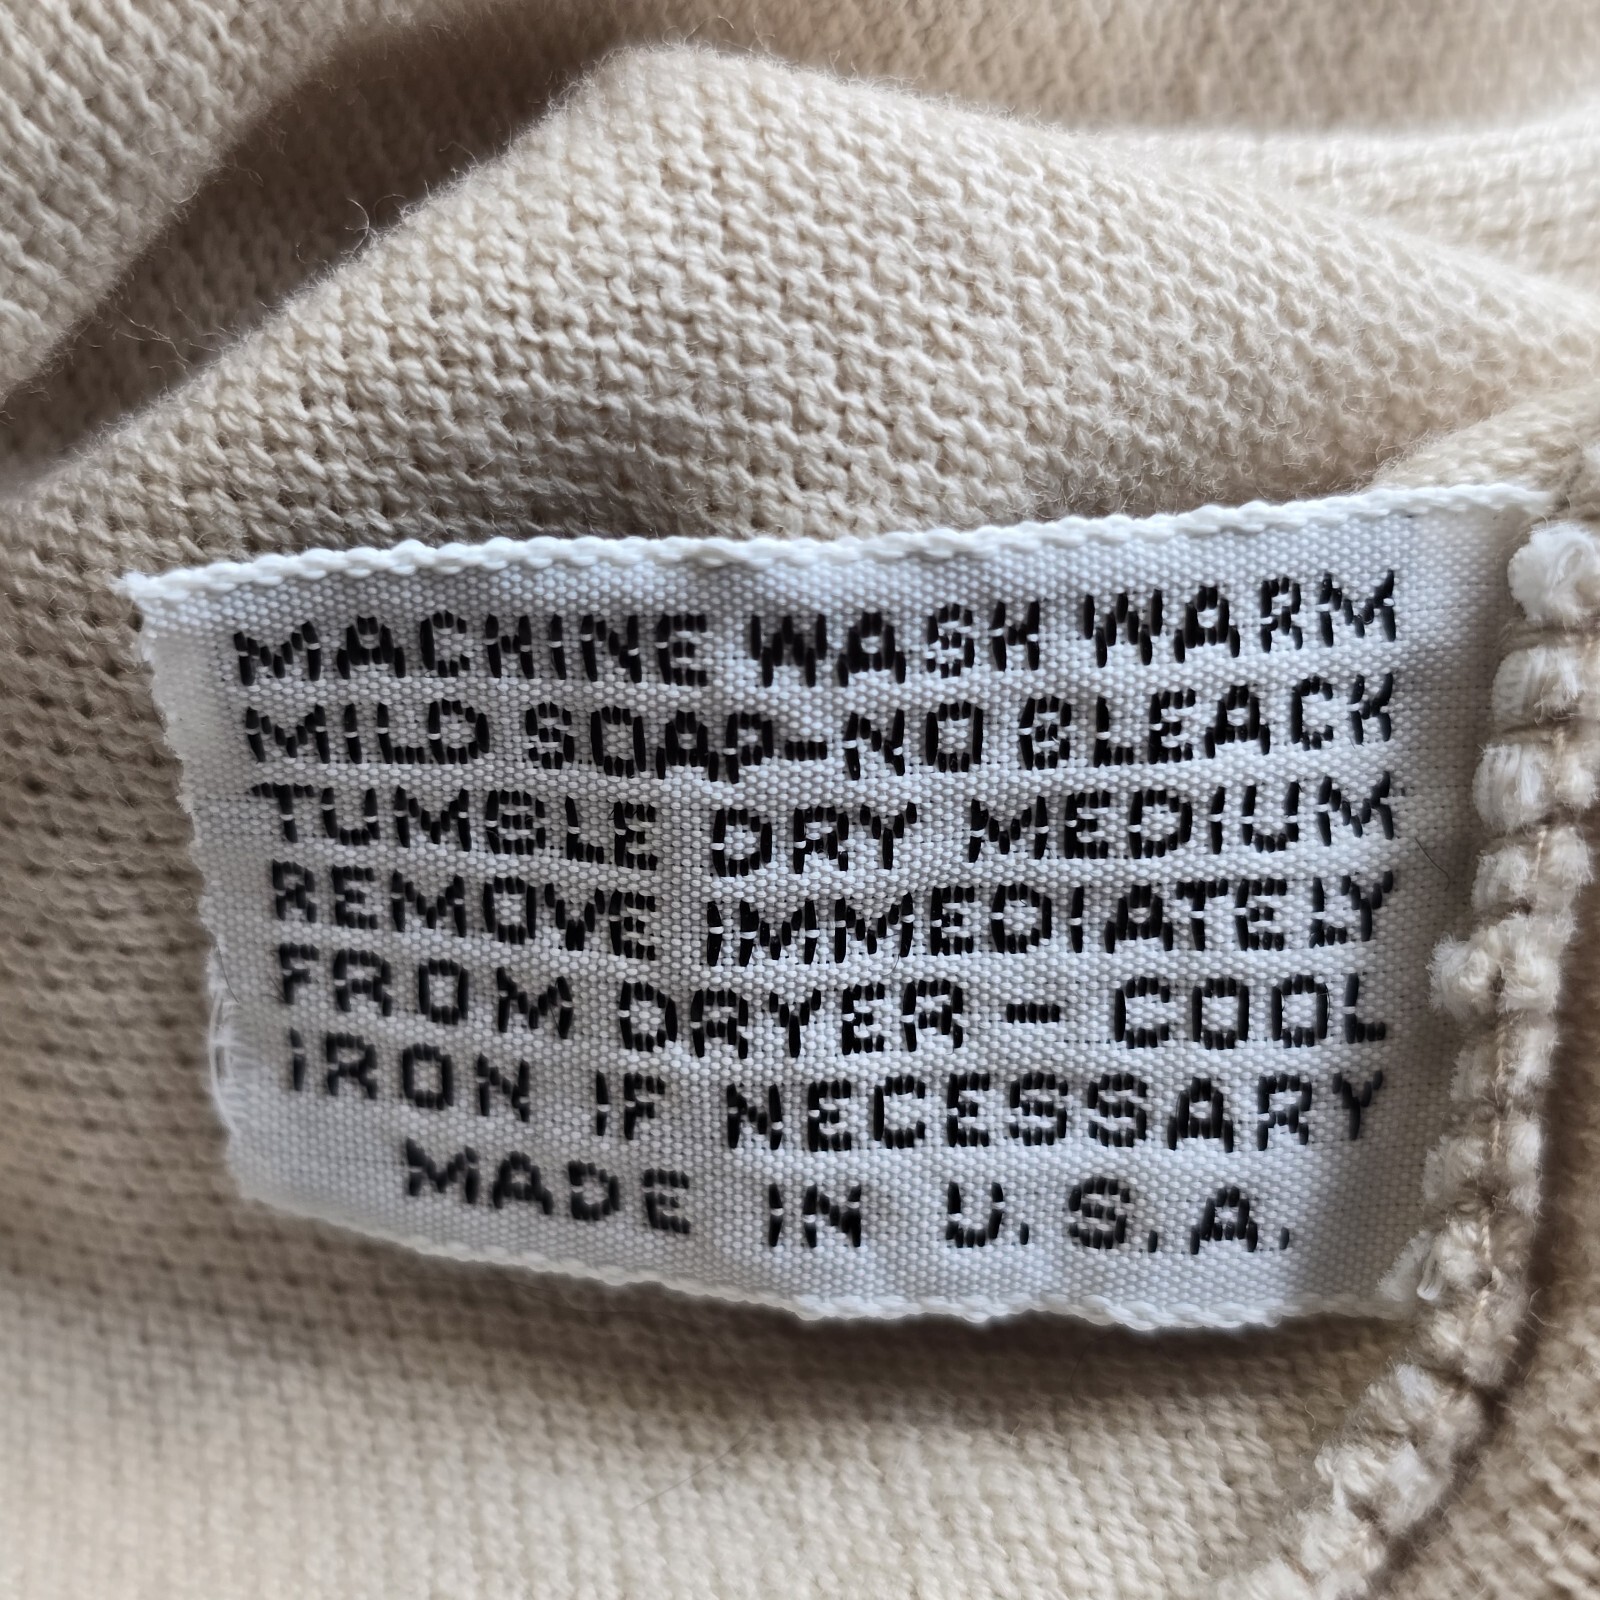 MACHINE WASH WARM
MILD SOAP-NO BLEACK
TUMBLE DRY MEDIUM
REMOVE IMMEDIATELY
FROM DRYER - COOL
IRON IF NECESSARY
MADE IN U.S.A.